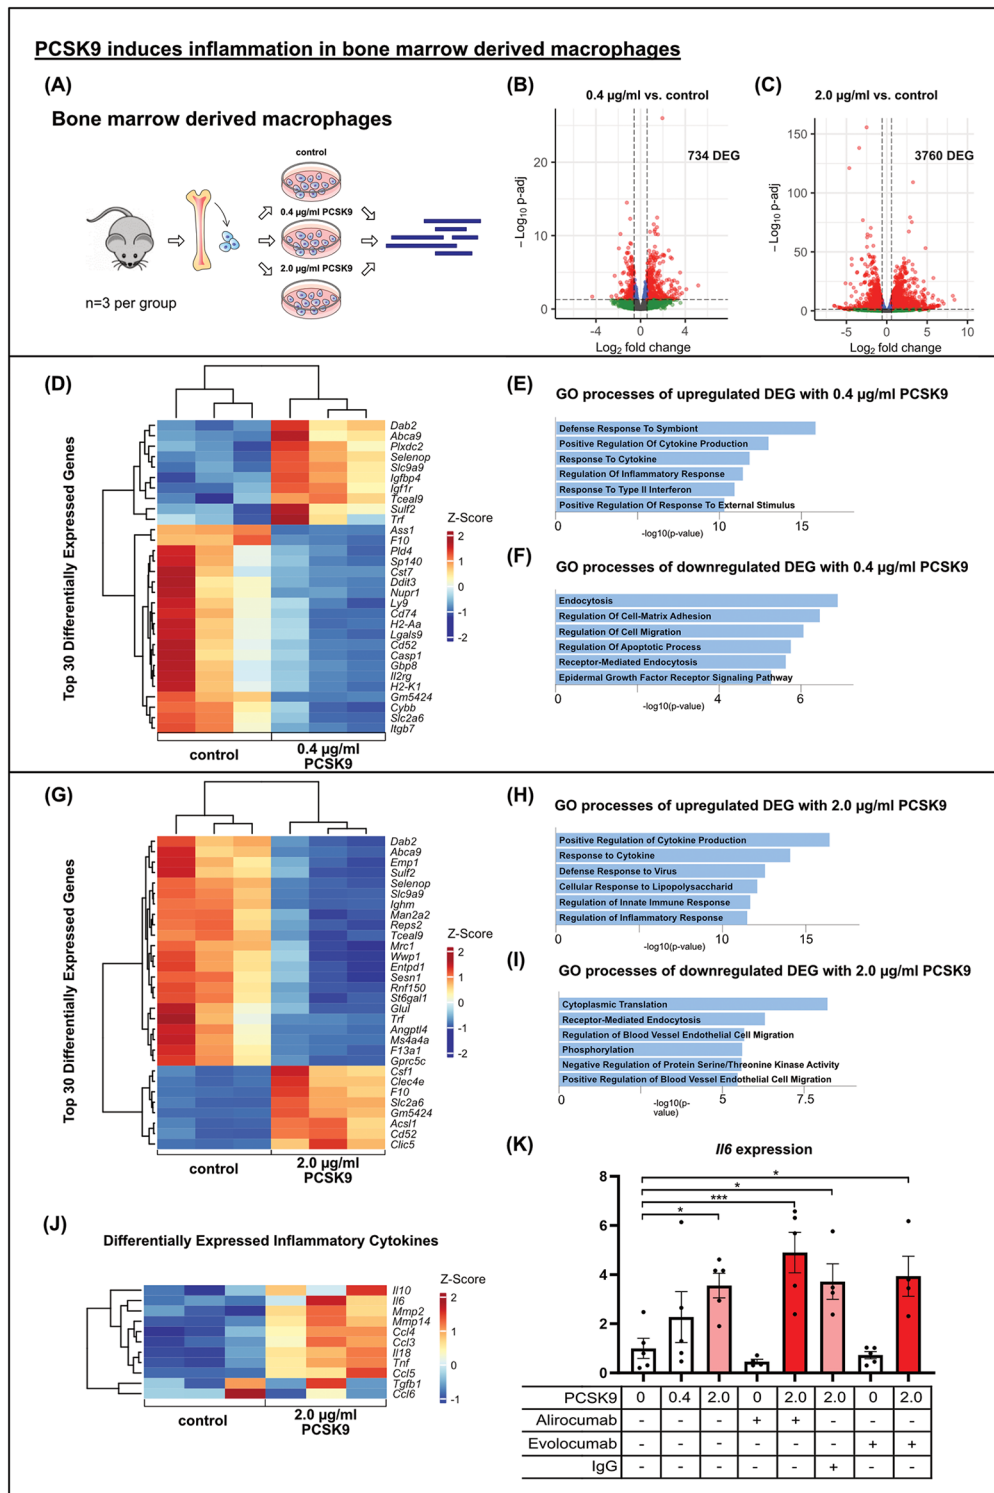 PCSK9 induces inflammation in bone marrow derived macrophages
(A)
Bone marrow derived macrophages
control
0.4 µg/ml PCSK9
2.0 µg/ml PCSK9
n=3 per group
(B)
0.4 µg/ml vs. control
734 DEG
− Log10 p-adj
20
10
0
-4
0
4
Log2 fold change
(C)
2.0 µg/ml vs. control
3760 DEG
− Log10 p-adj
150
100
50
0
-5
0
5
10
Log2 fold change
(D)
Top 30 Differentially Expressed Genes
Dab2
Abca9
Plxdc2
Selenop
Slc9a9
Igfbp4
Igf1r
Tceal9
Sulf2
Trf
Ass1
F10
Pld4
Sp140
Cst7
Ddit3
Nupr1
Ly9
Cd74
H2-Aa
Lgals9
Cd52
Casp1
Gbp8
Il2rg
H2-K1
Gm5424
Cybb
Slc2a6
Itgb7
Z-Score
2
1
0
-1
-2
control
0.4 µg/ml
PCSK9
(E)
GO processes of upregulated DEG with 0.4 µg/ml PCSK9
Defense Response To Symbiont
Positive Regulation Of Cytokine Production
Response To Cytokine
Regulation Of Inflammatory Response
Response To Type II Interferon
Positive Regulation Of Response To External Stimulus
0
10
15
-log10(p-value)
(F)
GO processes of downregulated DEG with 0.4 µg/ml PCSK9
Endocytosis
Regulation Of Cell-Matrix Adhesion
Regulation Of Cell Migration
Regulation Of Apoptotic Process
Receptor-Mediated Endocytosis
Epidermal Growth Factor Receptor Signaling Pathway
0
4
6
-log10(p-value)
(G)
Top 30 Differentially Expressed Genes
Dab2
Abca9
Emp1
Sulf2
Selenop
Slc9a9
Ighm
Man2a2
Reps2
Tceal9
Mrc1
Wwp1
Entpd1
Sesn1
Rnf150
St6gal1
Glul
Trf
Angptl4
Ms4a4a
F13a1
Gprc5c
Csf1
Clec4e
F10
Slc2a6
Gm5424
Acsl1
Cd52
Clic5
Z-Score
2
1
0
-1
-2
control
2.0 µg/ml
PCSK9
(H)
GO processes of upregulated DEG with 2.0 µg/ml PCSK9
Positive Regulation of Cytokine Production
Response to Cytokine
Defense Response to Virus
Cellular Response to Lipopolysaccharid
Regulation of Innate Immune Response
Regulation of Inflammatory Response
0
10
15
-log10(p-value)
(I)
GO processes of downregulated DEG with 2.0 µg/ml PCSK9
Cytoplasmic Translation
Receptor-Mediated Endocytosis
Regulation of Blood Vessel Endothelial Cell Migration
Phosphorylation
Negative Regulation of Protein Serine/Threonine Kinase Activity
Positive Regulation of Blood Vessel Endothelial Cell Migration
0
5
7.5
-log10(p-
value)
(J)
Differentially Expressed Inflammatory Cytokines
Il10
Il6
Mmp2
Mmp14
Ccl4
Ccl3
Il18
Tnf
Ccl5
Tgfb1
Ccl6
Z-Score
2
1
0
-1
control
2.0 µg/ml
PCSK9
(K)
Il6 expression
8
6
4
2
0
*
*
***
*
PCSK9 0 0.4 2.0 0 2.0 2.0 0 2.0
Alirocumab - - - + + - - -
Evolocumab - - - - - - + +
IgG - - - - - + - -